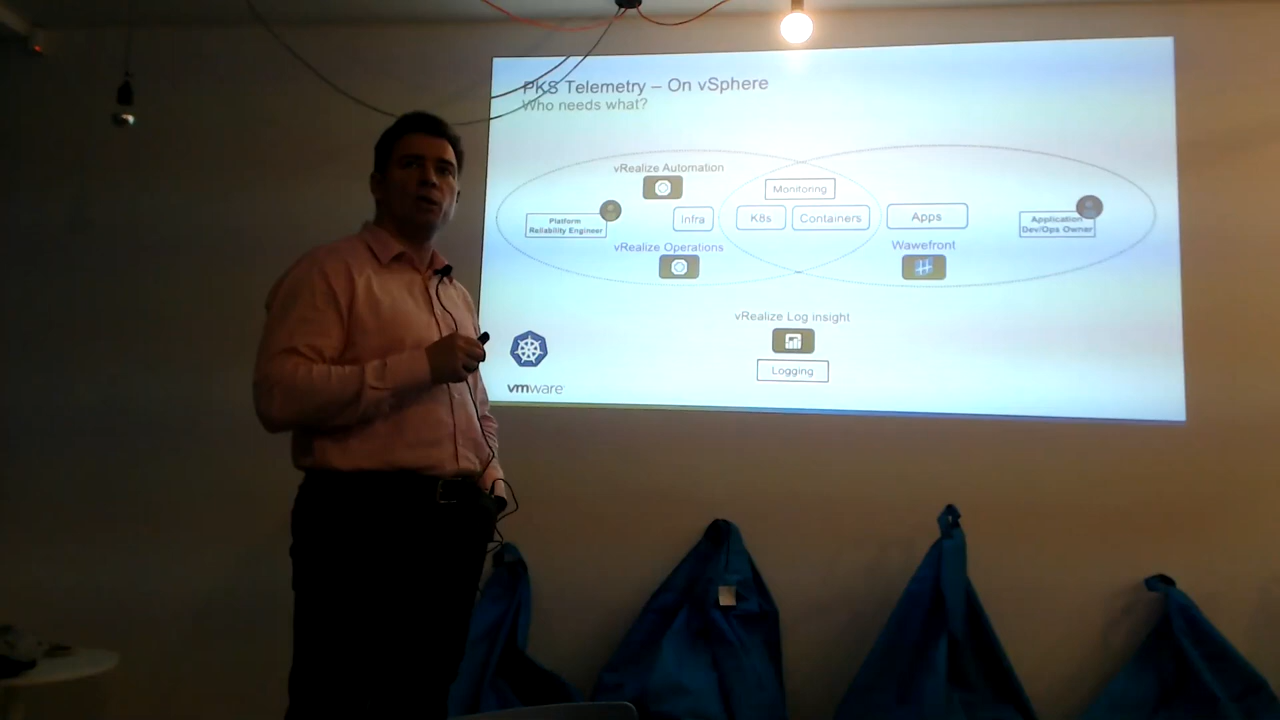 PKS Telemetry – On vSphere
Who needs what?
vRealize Automation
Monitoring
Platform
Reliability Engineer
Infra
K8s
Containers
Apps
Application
Dev/Ops Owner
vRealize Operations
Wawefront
vRealize Log insight
Logging
vmware